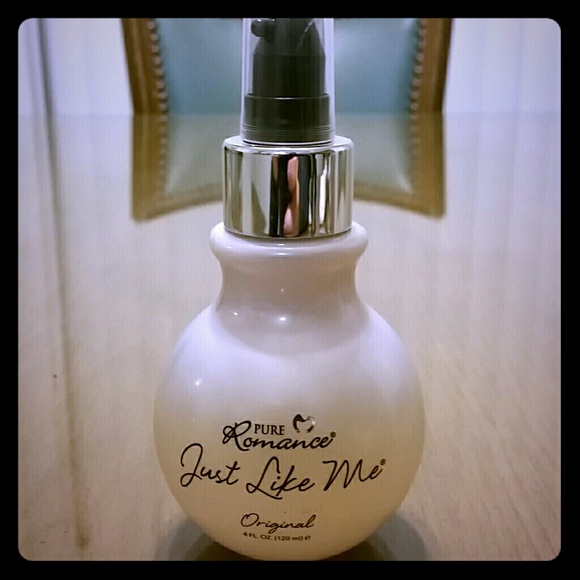 PURE
Romance®
Just Like Me®
Original
4 FL. OZ. (120 ml) e